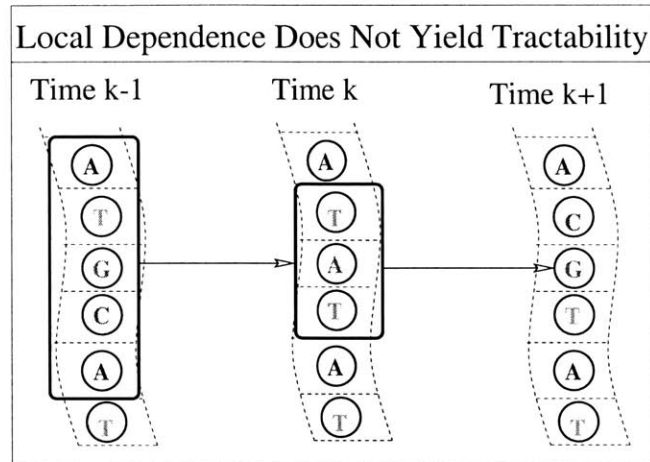 Local Dependence Does Not Yield Tractability
Time k-1 Time k Time k+1
A A A
T T C
G A G
C T T
A A A
T T T